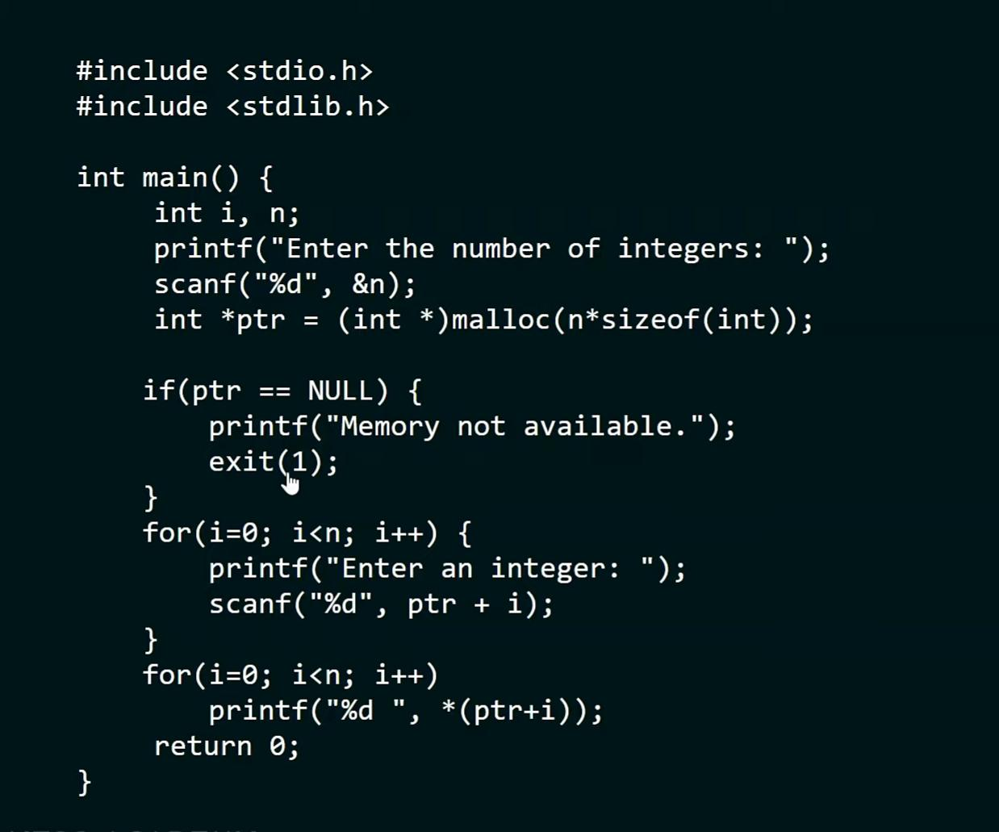 #include <stdio.h>
#include <stdlib.h>
int main() {
int i, n;
printf("Enter the number of integers: ");
scanf("%d", &n);
int *ptr = (int *)malloc(n*sizeof(int));
if(ptr == NULL) {
printf("Memory not available.");
exit(1);
}
for(i=0; i<n; i++) {
printf("Enter an integer: ");
scanf("%d", ptr + i);
}
for(i=0; i<n; i++)
printf("%d ", *(ptr+i));
return 0;
}